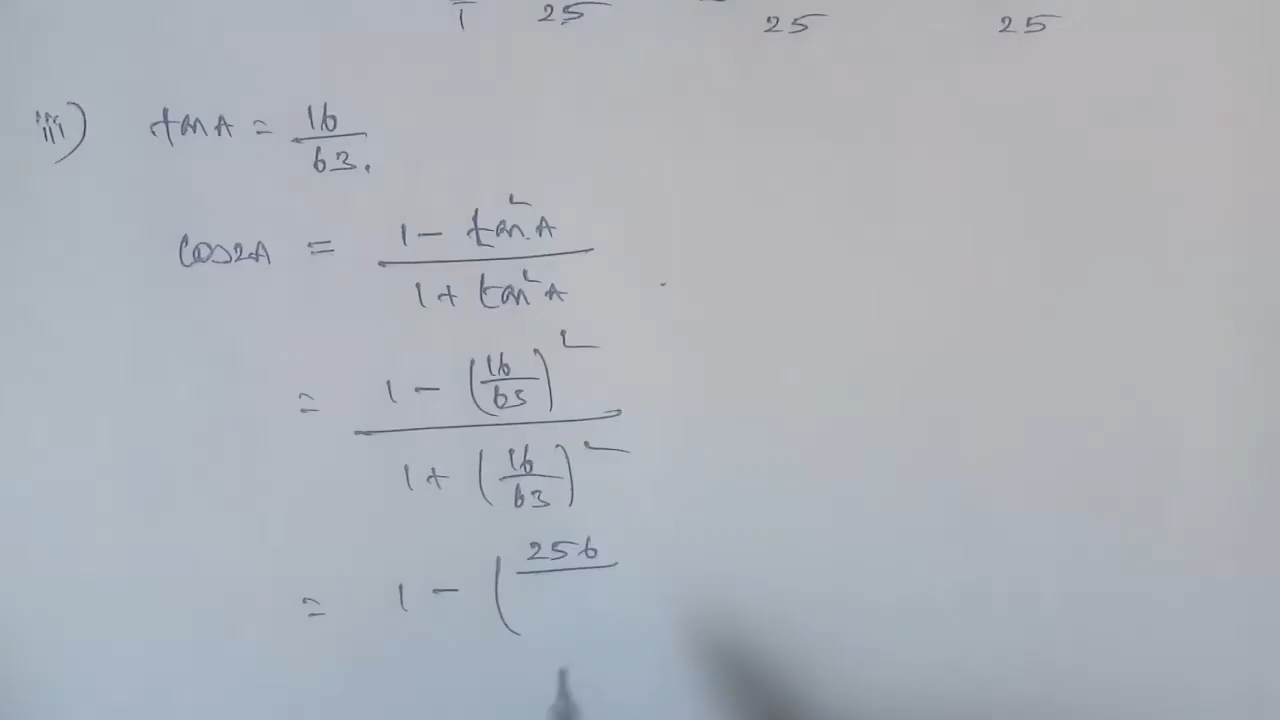 1 25 25 25
iii) tan A = 16/63.
cos2A = (1 - tan²A)/(1 + tan²A)
= (1 - (16/63)²)/(1 + (16/63)²)
= 1 - (256/